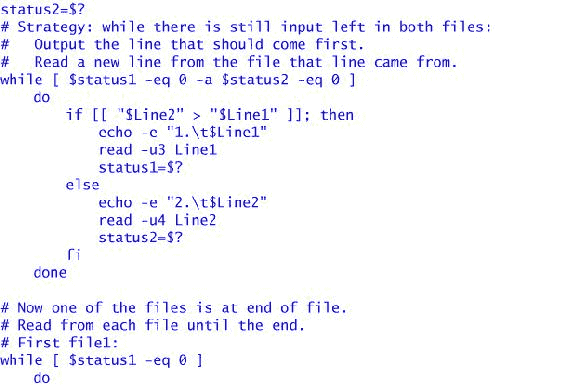 status2=$?
# Strategy: while there is still input left in both files:
#   Output the line that should come first.
#   Read a new line from the file that line came from.
while [ $status1 -eq 0 -a $status2 -eq 0 ]
    do
        if [[ "$Line2" > "$Line1" ]]; then
            echo -e "1.\t$Line1"
            read -u3 Line1
            status1=$?
        else
            echo -e "2.\t$Line2"
            read -u4 Line2
            status2=$?
        fi
    done

# Now one of the files is at end of file.
# Read from each file until the end.
# First file1:
while [ $status1 -eq 0 ]
    do